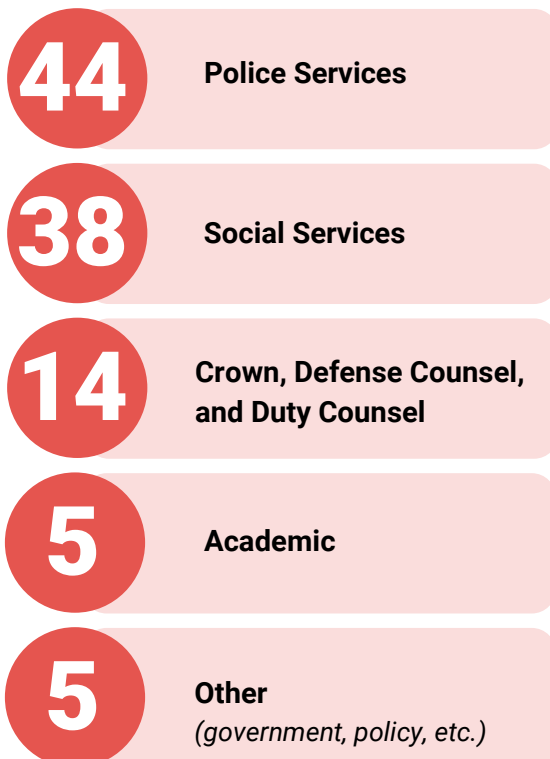 44
Police Services
38
Social Services
14
Crown, Defense Counsel,
and Duty Counsel
5
Academic
5
Other
(government, policy, etc.)